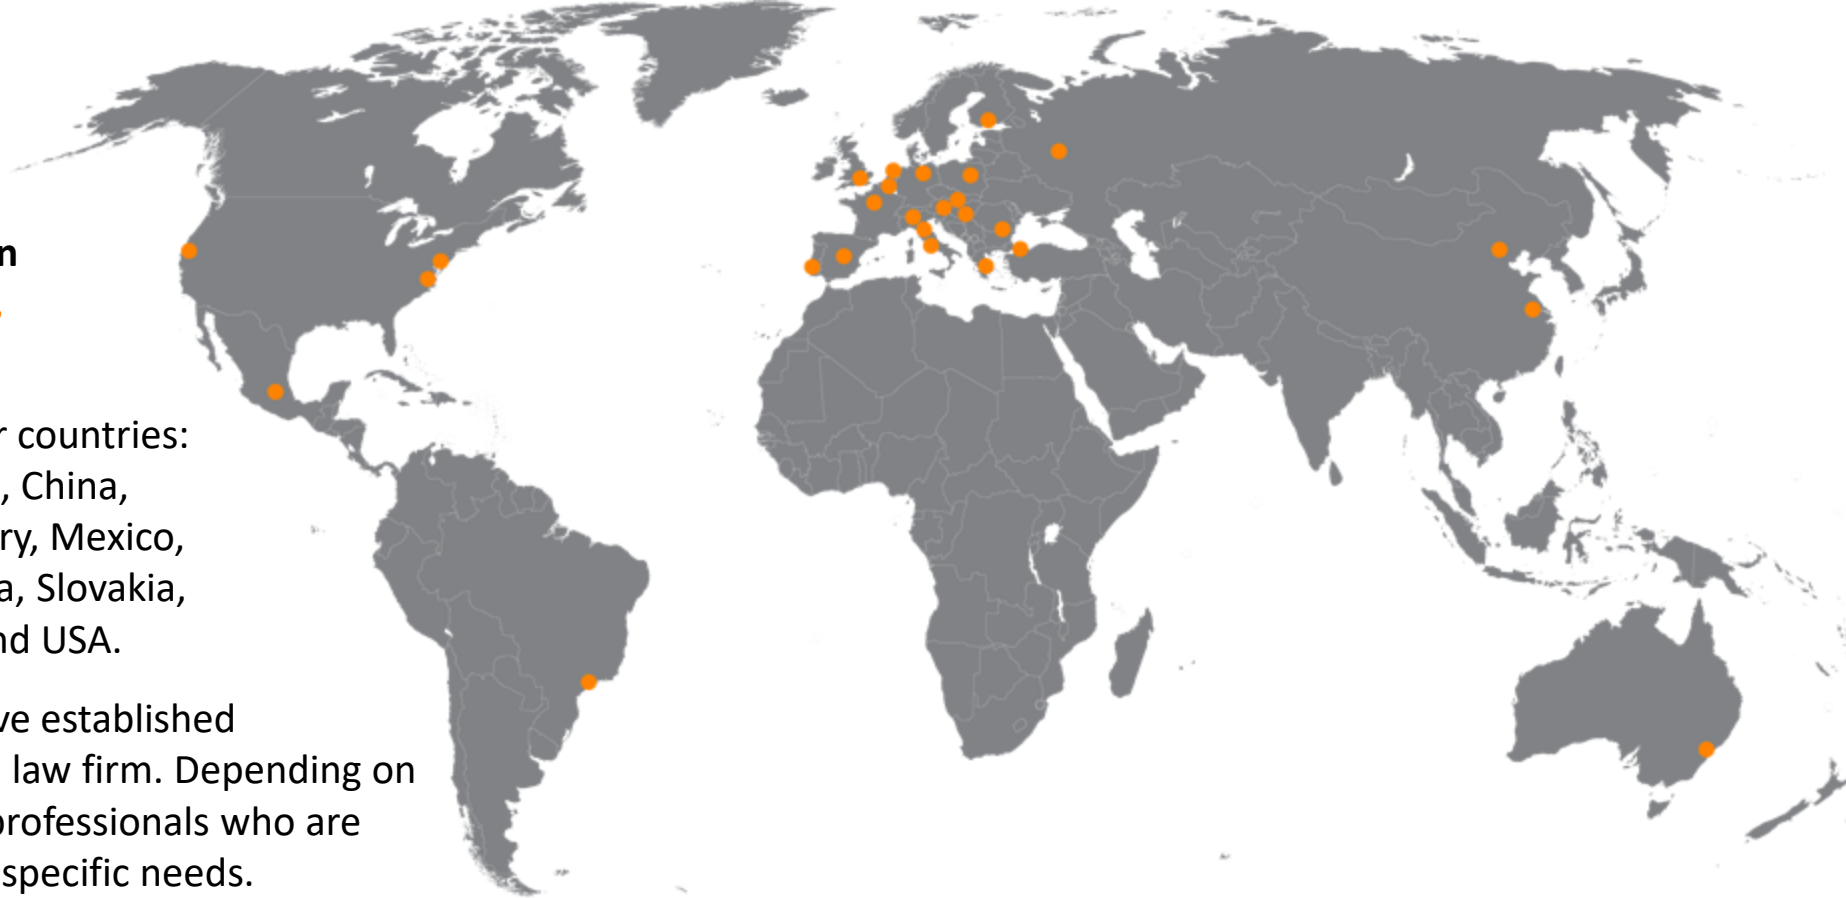 n
,
r countries:
, China,
ry, Mexico,
a, Slovakia,
nd USA.
ve established
law firm. Depending on
professionals who are
specific needs.